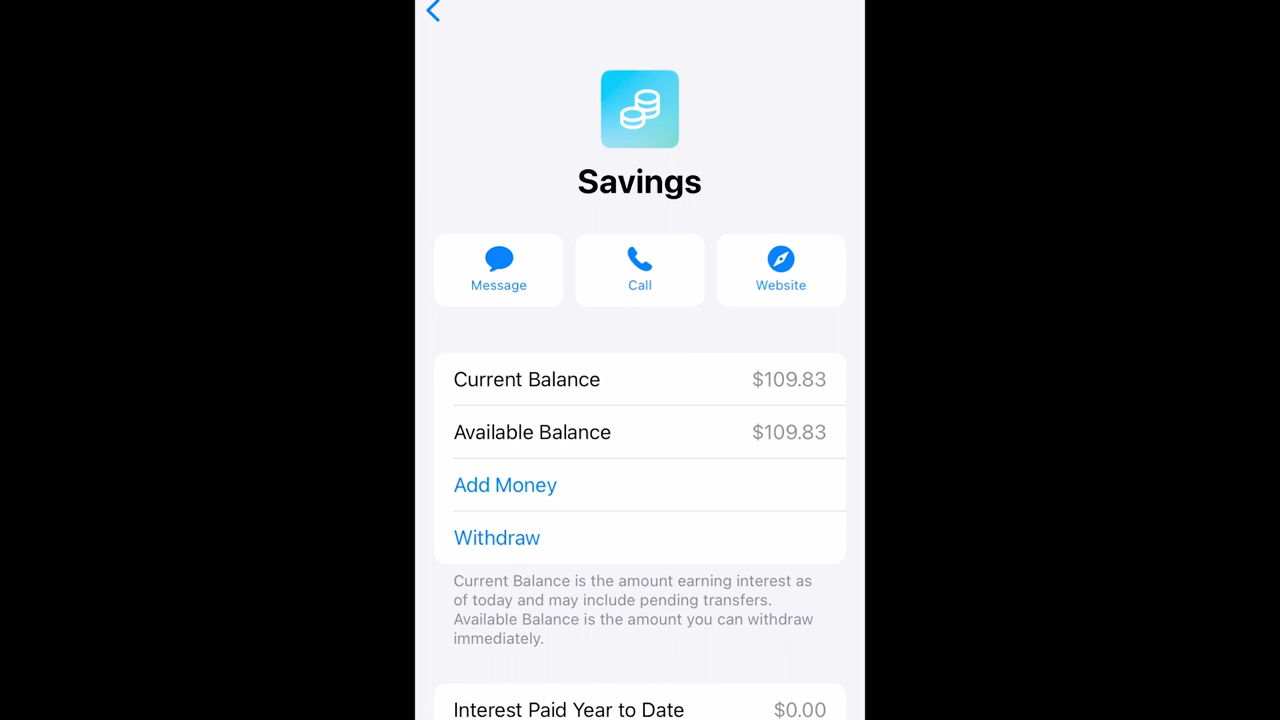 Savings
Message
Call
Website
Current Balance $109.83
Available Balance $109.83
Add Money
Withdraw
Current Balance is the amount earning interest as
of today and may include pending transfers.
Available Balance is the amount you can withdraw
immediately.
Interest Paid Year to Date $0.00